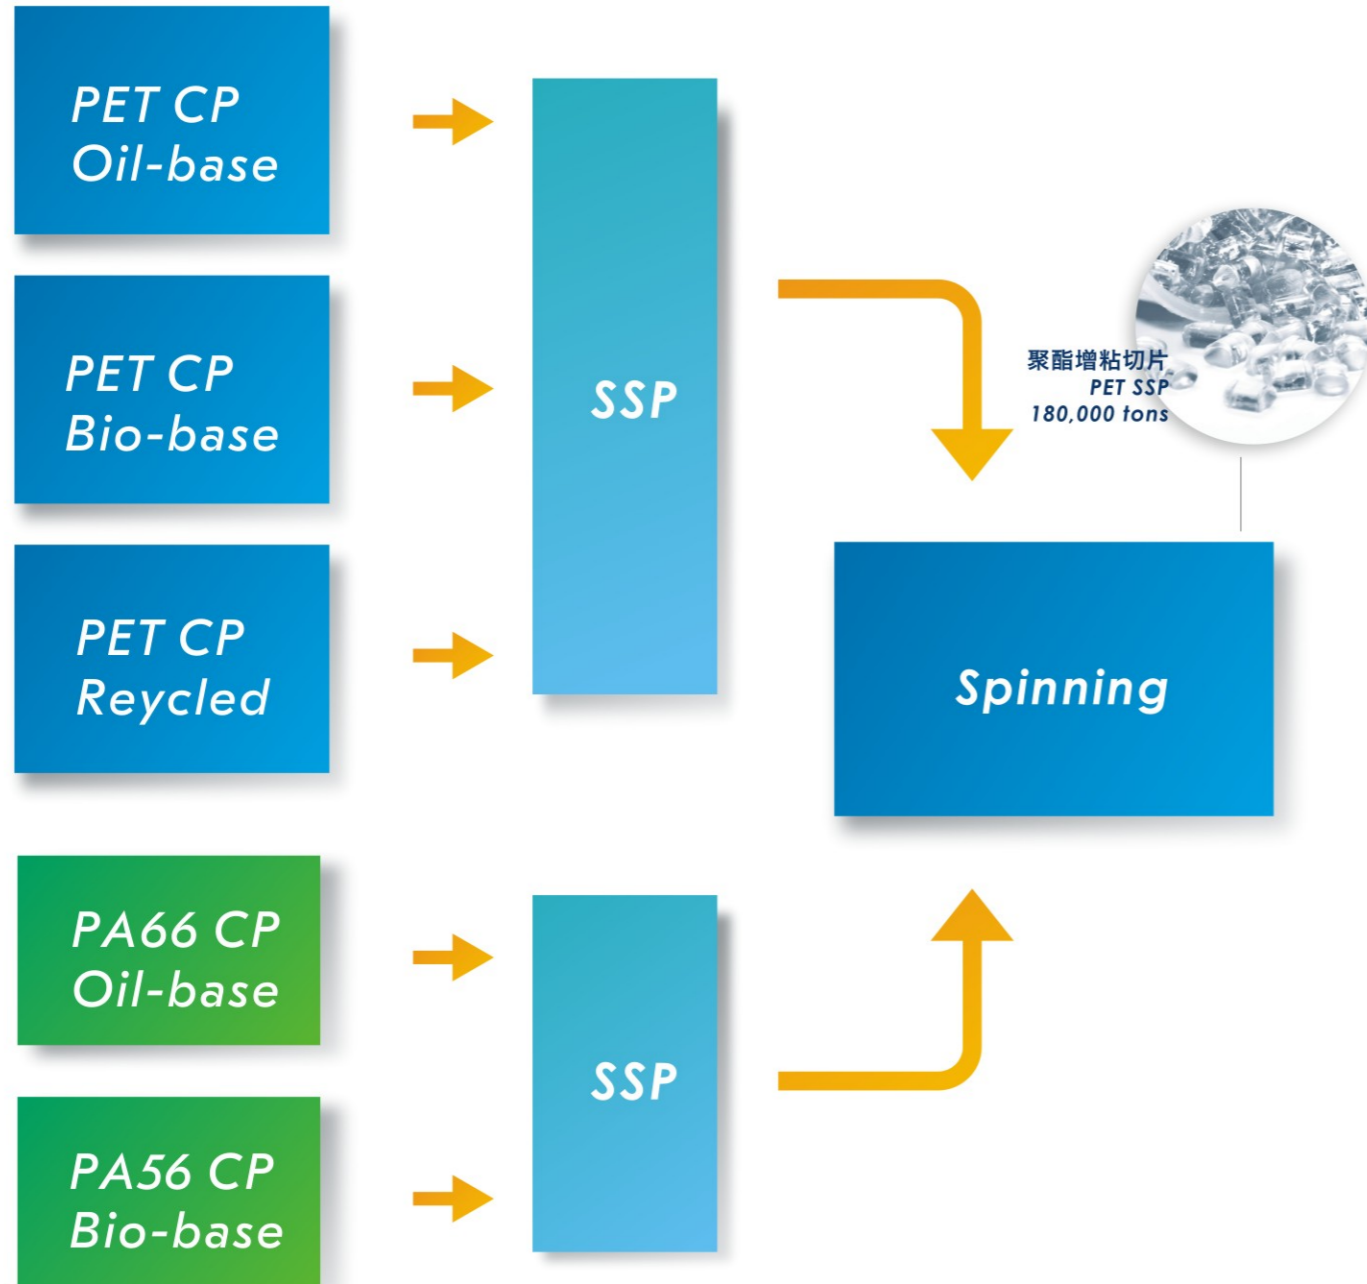 PET CP
Oil-base
PET CP
Bio-base
PET CP
Reycled
SSP
聚酯增粘切片
PET SSP
180,000 tons
Spinning
PA66 CP
Oil-base
PA56 CP
Bio-base
SSP